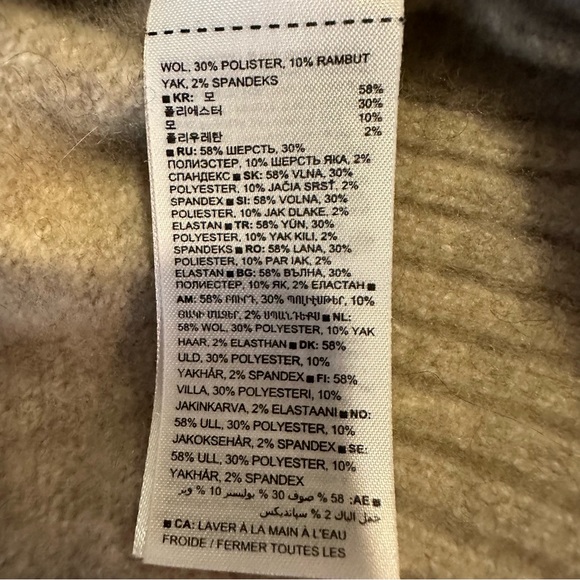 WOL, 30% POLISTER, 10% RAMBUT
YAK, 2% SPANDEKS
■ KR: 모 58%
폴리에스터 30%
모 10%
폴리우레탄 2%
■ RU: 58% ШЕРСТЬ, 30%
ПОЛИЭСТЕР, 10% ШЕРСТЬ ЯКА, 2%
СПАНДЕКС ■ SK: 58% VLNA, 30%
POLYESTER, 10% JAČIA SRSŤ, 2%
SPANDEX ■ SI: 58% VOLNA, 30%
POLIESTER, 10% JAK DLAKE, 2%
ELASTAN ■ TR: 58% YÜN, 30%
POLYESTER, 10% YAK KILI, 2%
SPANDEKS ■ RO: 58% LANA, 30%
POLIESTER, 10% PAR IAK, 2%
ELASTAN ■ BG: 58% ВЪЛНА, 30%
ПОЛИЕСТЕР, 10% ЯК, 2% ЕЛАСТАН ■
AM: 58% ԲՈՒՐԴ, 30% ՊՈԼԻԷՍԹԵՐ, 10%
ՅԱԿԻ ՄԱԶԵՐ, 2% ՍՊԱՆԴԵՔՍ ■ NL:
58% WOL, 30% POLYESTER, 10% YAK
HAAR, 2% ELASTHAN ■ DK: 58%
ULD, 30% POLYESTER, 10%
YAKHÅR, 2% SPANDEX ■ FI: 58%
VILLA, 30% POLYESTERI, 10%
JAKINKARVA, 2% ELASTAANI ■ NO:
58% ULL, 30% POLYESTER, 10%
JAKOKSEHÅR, 2% SPANDEX ■ SE:
58% ULL, 30% POLYESTER, 10%
YAKHÅR, 2% SPANDEX
■ AE: 58 % صوف 30 % بوليستر 10 % وبر
جمل الياك 2 % سباندیکس
■ CA: LAVER À LA MAIN À L'EAU
FROIDE / FERMER TOUTES LES